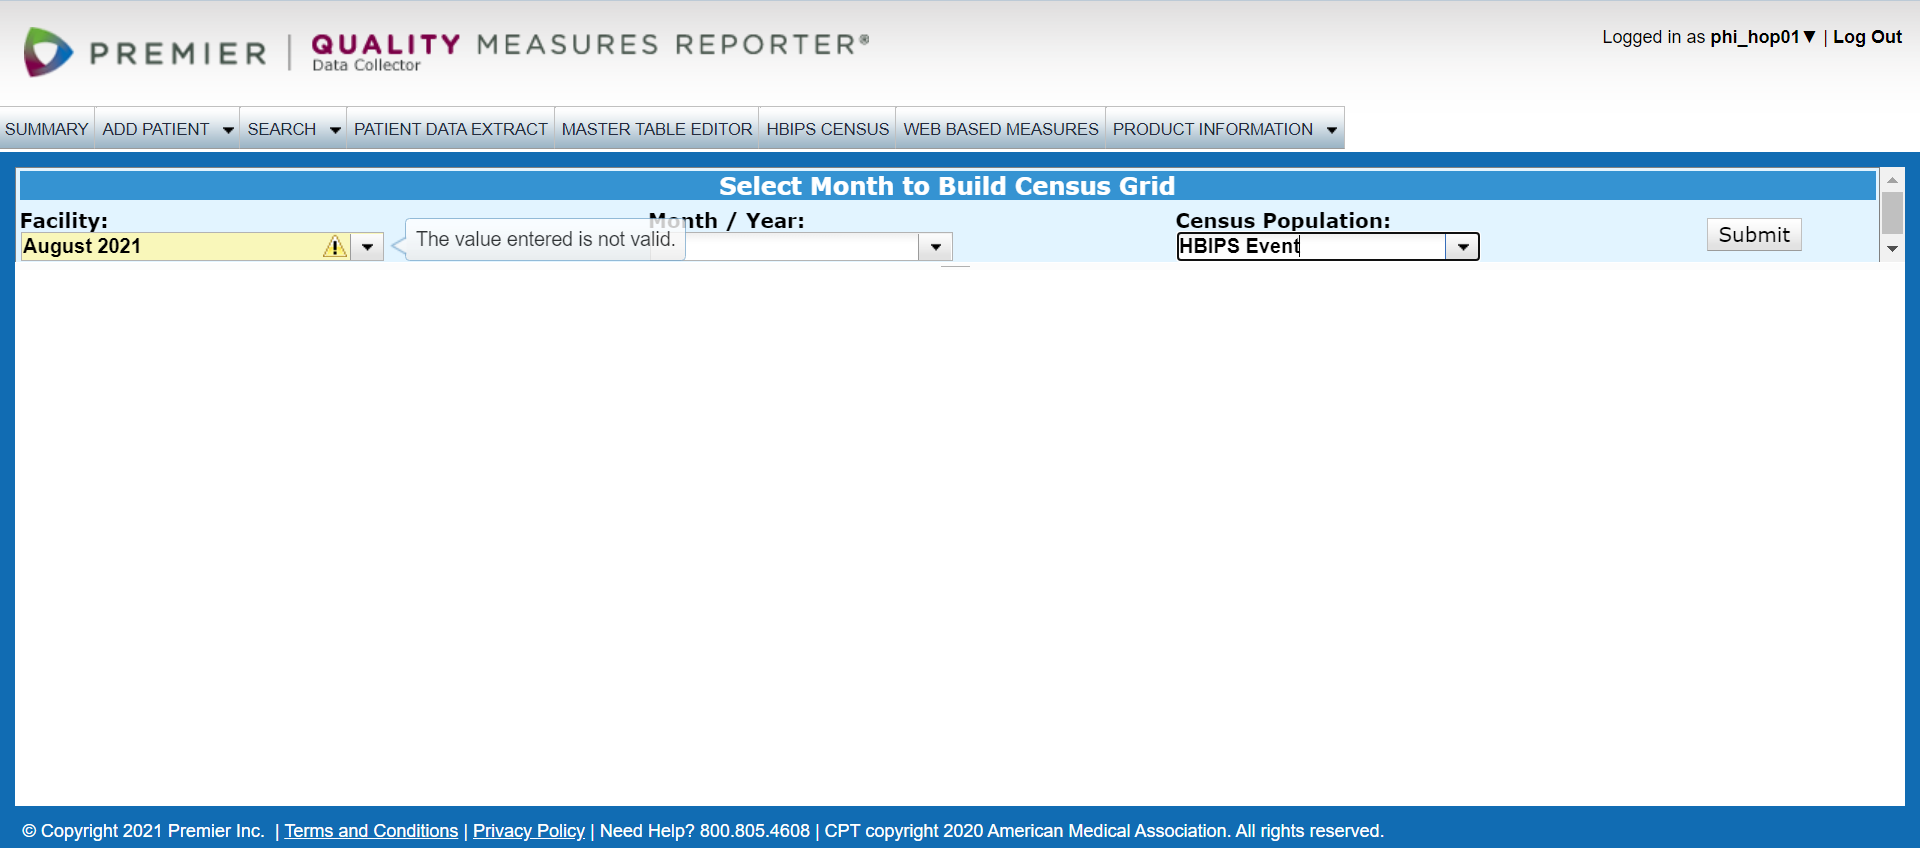 PREMIER | QUALITY MEASURES REPORTER®
Data Collector
Logged in as phi_hop01▼ | Log Out
SUMMARY ADD PATIENT SEARCH PATIENT DATA EXTRACT MASTER TABLE EDITOR HBIPS CENSUS WEB BASED MEASURES PRODUCT INFORMATION
Select Month to Build Census Grid
Facility: Month / Year: Census Population:
August 2021 The value entered is not valid. HBIPS Event Submit
© Copyright 2021 Premier Inc. | Terms and Conditions | Privacy Policy | Need Help? 800.805.4608 | CPT copyright 2020 American Medical Association. All rights reserved.